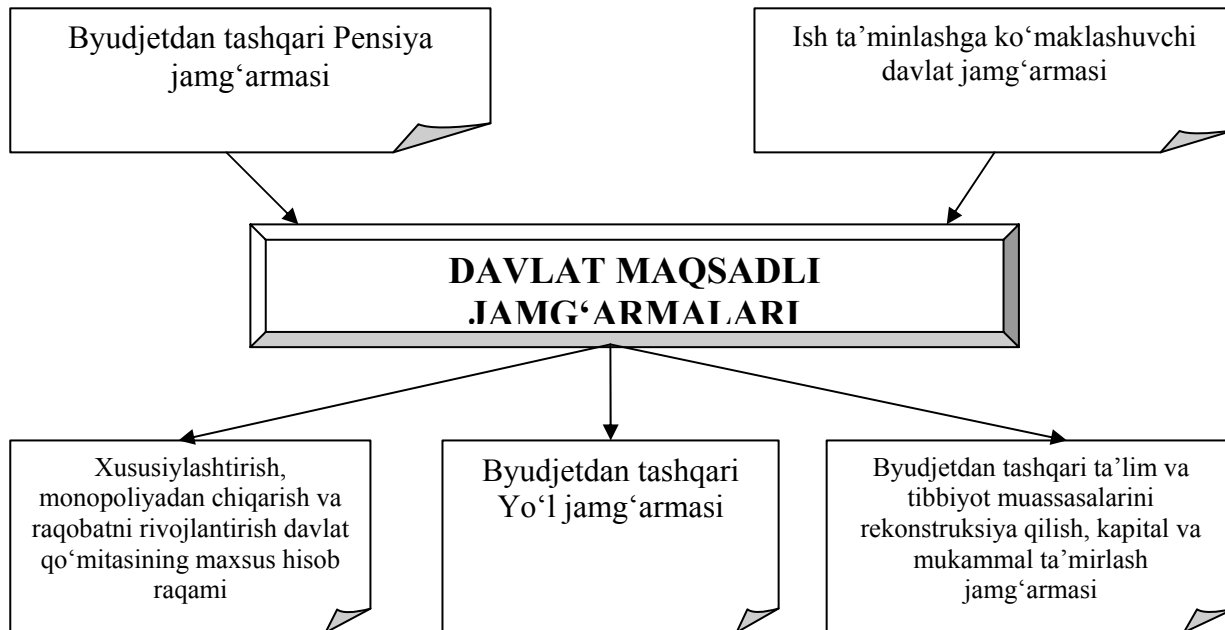 Byudjetdan tashqari Pensiya
jamg‘armasi
Ish ta’minlashga ko‘maklashuvchi
davlat jamg‘armasi
DAVLAT MAQSADLI
JAMG‘ARMALARI
Xususiylashtirish,
monopoliyadan chiqarish va
raqobatni rivojlantirish davlat
qo‘mitasining maxsus hisob
raqami
Byudjetdan tashqari
Yo‘l jamg‘armasi
Byudjetdan tashqari ta’lim va
tibbiyot muassasalarini
rekonstruksiya qilish, kapital va
mukammal ta’mirlash
jamg‘armasi